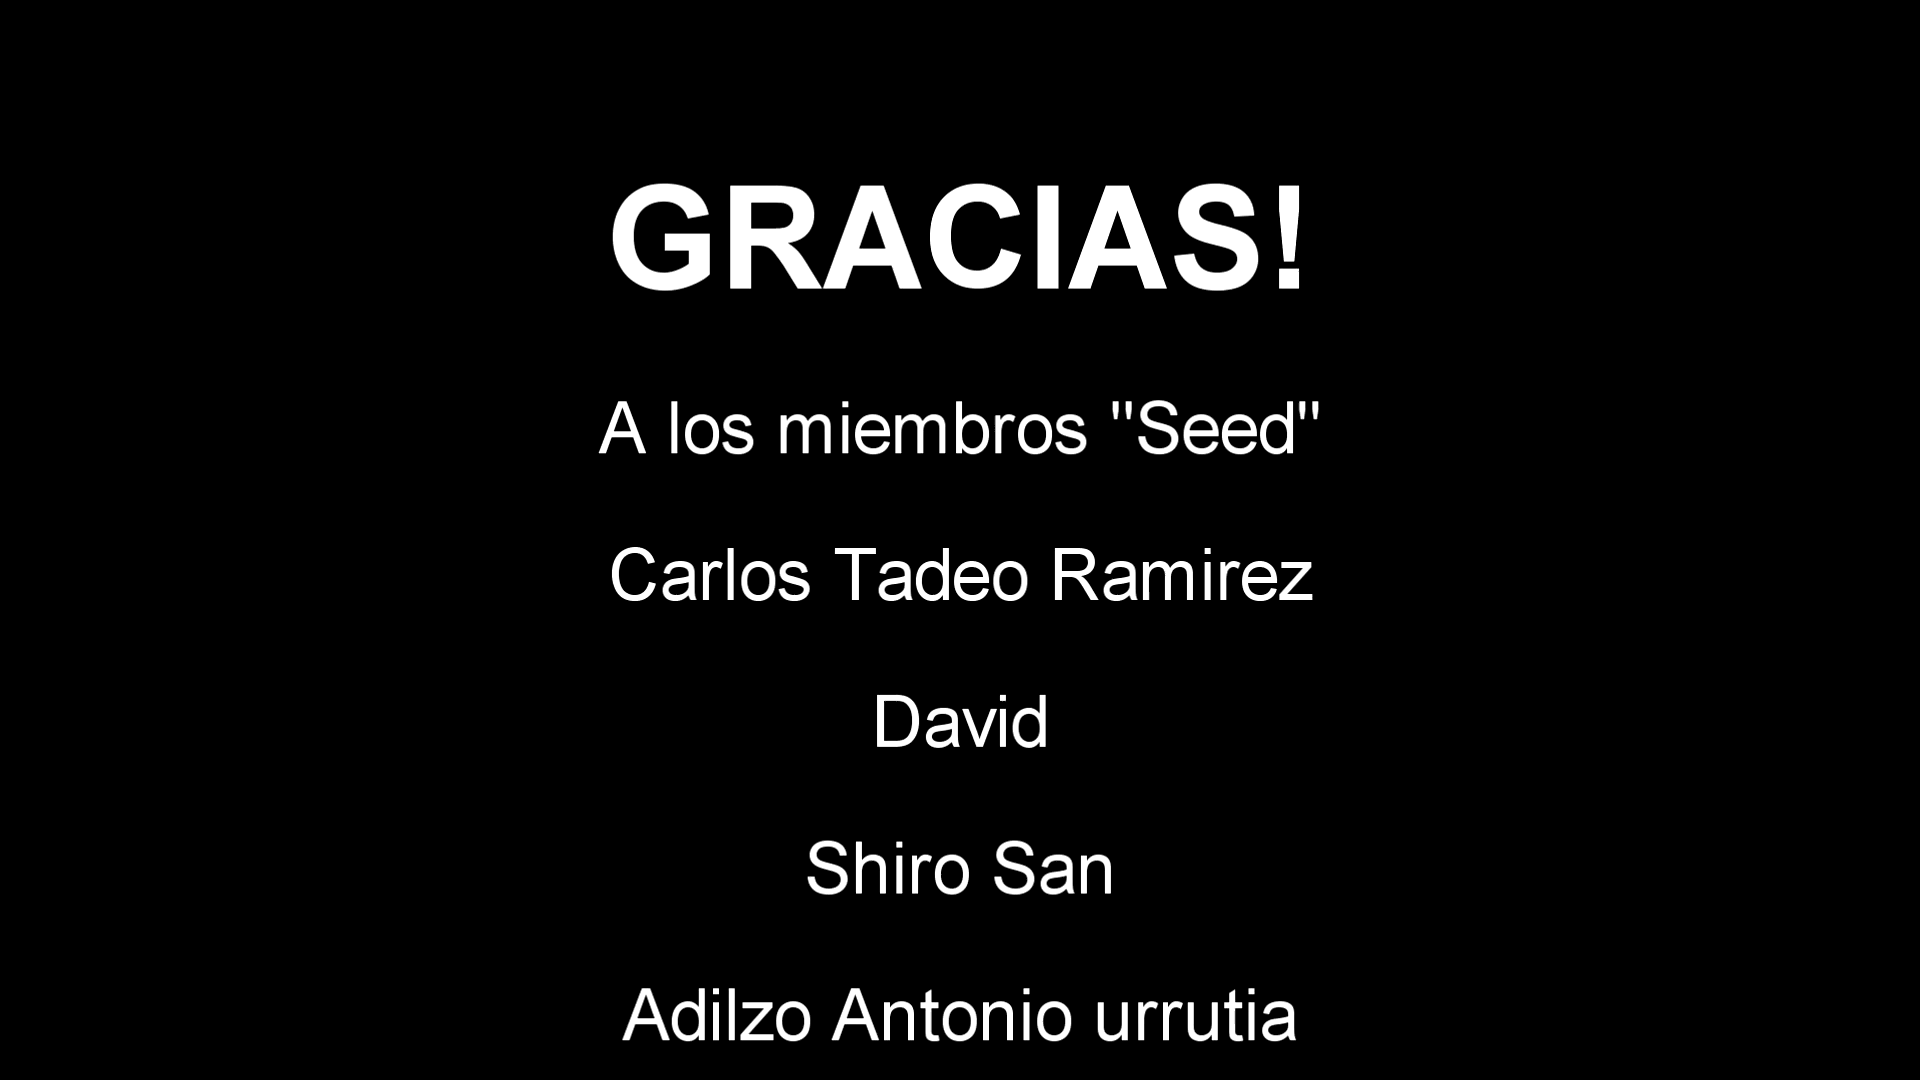 GRACIAS!
A los miembros "Seed"
Carlos Tadeo Ramirez
David
Shiro San
Adilzo Antonio urrutia